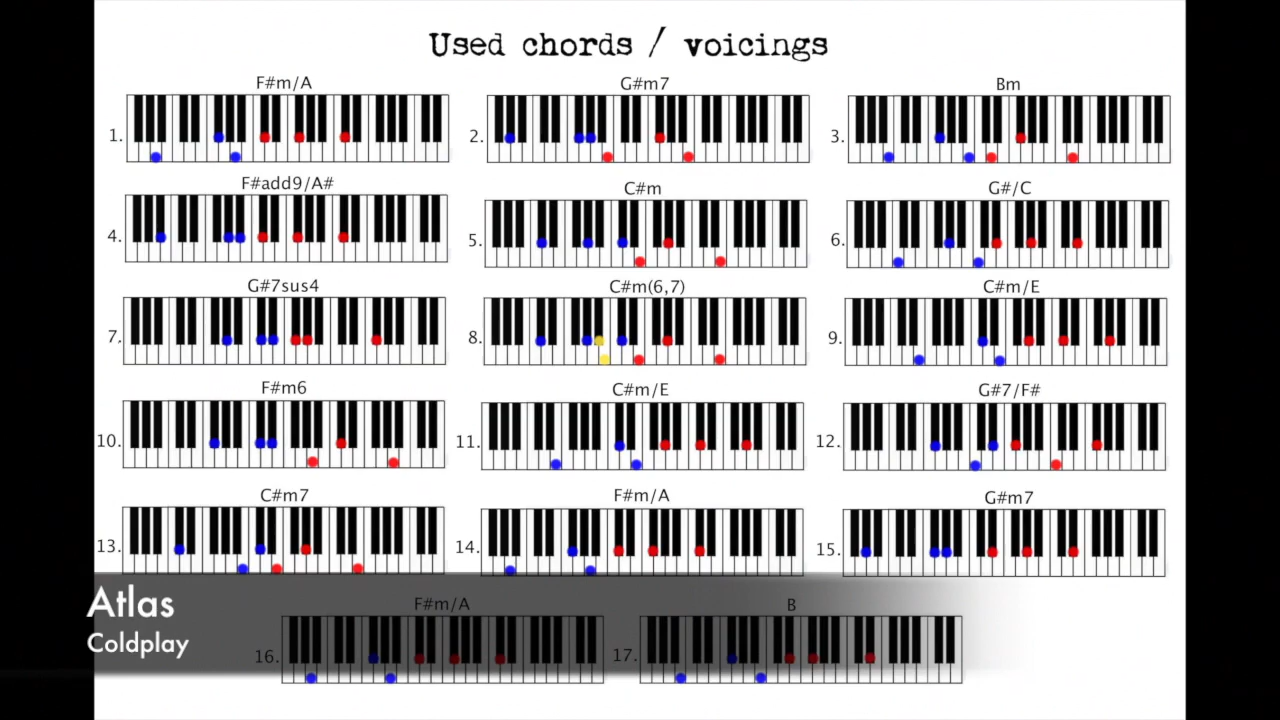 Used chords / voicings
F#m/A
1.
G#m7
2.
Bm
3.
F#add9/A#
4.
C#m
5.
G#/C
6.
G#7sus4
7.
C#m(6,7)
8.
C#m/E
9.
F#m6
10.
C#m/E
11.
G#7/F#
12.
C#m7
13.
F#m/A
14.
G#m7
15.
F#m/A
16.
B
17.
Atlas
Coldplay